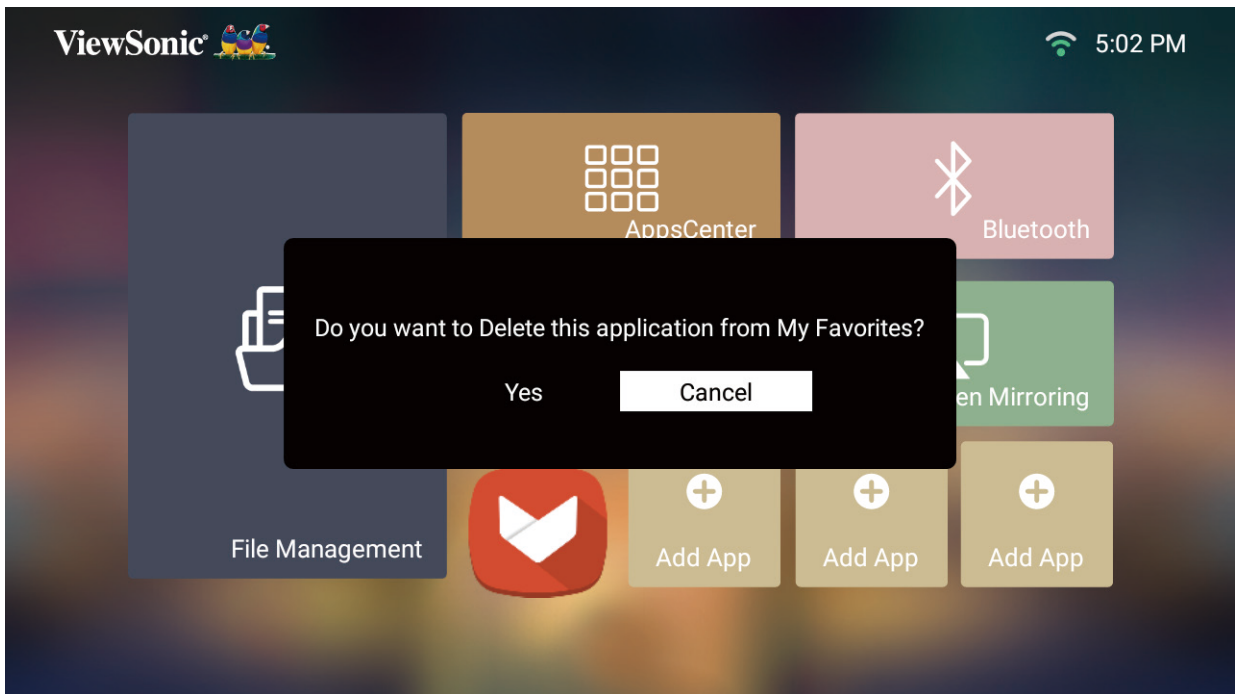 ViewSonic®
5:02 PM
AppsCenter
Bluetooth
Do you want to Delete this application from My Favorites?
Yes
Cancel
en Mirroring
File Management
Add App
Add App
Add App